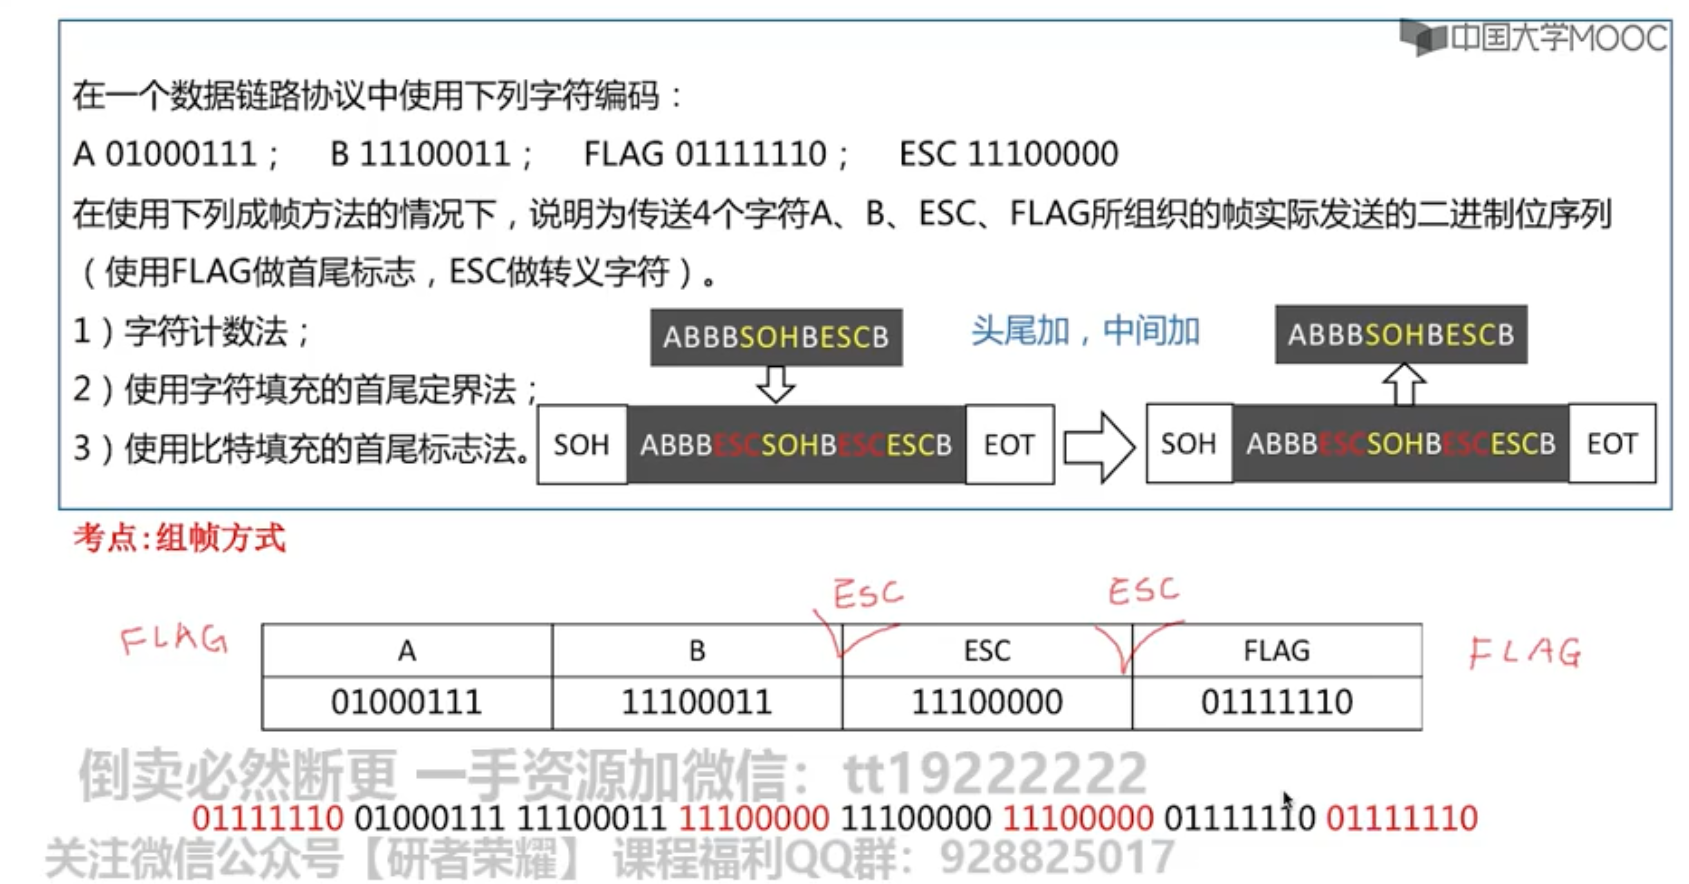 中国大学MOOC
在一个数据链路协议中使用下列字符编码：
A 01000111； B 11100011； FLAG 01111110； ESC 11100000
在使用下列成帧方法的情况下，说明为传送4个字符A、B、ESC、FLAG所组织的帧实际发送的二进制位序列
（使用FLAG做首尾标志，ESC做转义字符）。
1）字符计数法；
ABBBSOHBESCB
头尾加，中间加
ABBBSOHBESCB
2）使用字符填充的首尾定界法；
3）使用比特填充的首尾标志法。
SOH ABBBESCSOHBESCESCB EOT
SOH ABBBESCSOHBESCESCB EOT
考点:组帧方式
ESC ESC
FLAG A B ESC FLAG FLAG
01000111 11100011 11100000 01111110
倒卖必然断更 一手资源加微信：tt19222222
01111110 01000111 11100011 11100000 11100000 11100000 01111110 01111110
关注微信公众号【研者荣耀】 课程福利QQ群：928825017